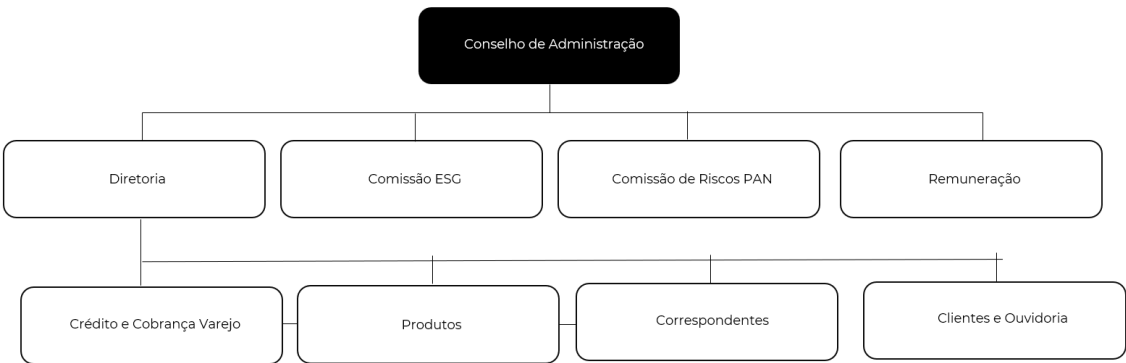 Conselho de Administração
Diretoria
Comissão ESG
Comissão de Riscos PAN
Remuneração
Crédito e Cobrança Varejo
Produtos
Correspondentes
Clientes e Ouvidoria